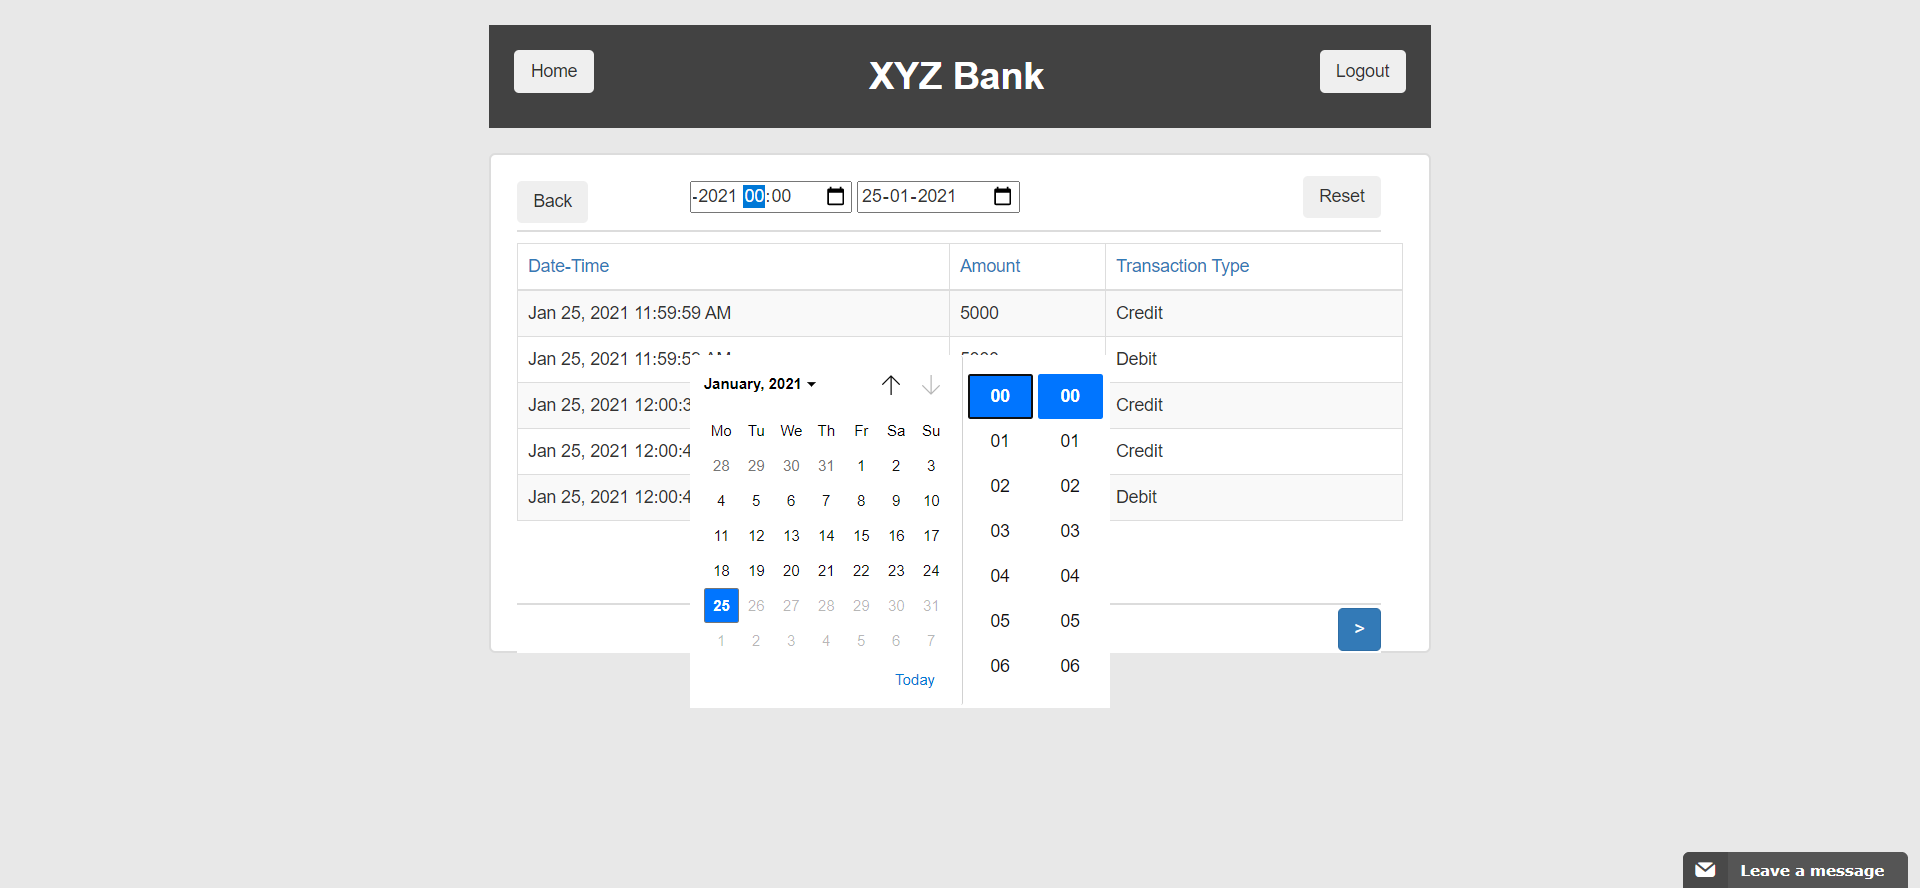 Home XYZ Bank Logout
Back -2021 00:00 25-01-2021 Reset
Date-Time Amount Transaction Type
Jan 25, 2021 11:59:59 AM 5000 Credit
Jan 25, 2021 11:59:59 AM 5000 Debit
Jan 25, 2021 12:00:3 Credit
Jan 25, 2021 12:00:4 Credit
Jan 25, 2021 12:00:4 Debit
January, 2021
Mo Tu We Th Fr Sa Su
28 29 30 31 1 2 3
4 5 6 7 8 9 10
11 12 13 14 15 16 17
18 19 20 21 22 23 24
25 26 27 28 29 30 31
1 2 3 4 5 6 7
Today
00 00
01 01
02 02
03 03
04 04
05 05
06 06
>
Leave a message